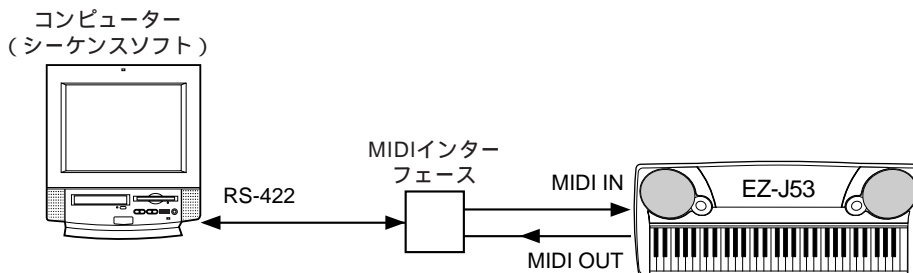 コンピューター
（シーケンスソフト）
RS-422
MIDIインター
フェース
MIDI IN
EZ-J53
MIDI OUT